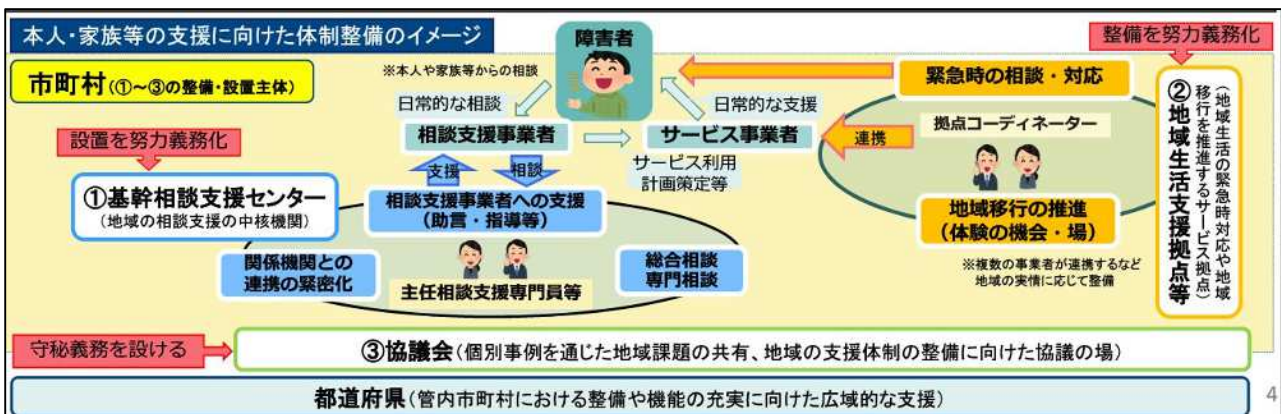 本人・家族等の支援に向けた体制整備のイメージ
障害者
整備を努力義務化
市町村(①～③の整備・設置主体)
※本人や家族等からの相談
緊急時の相談・対応
日常的な相談
日常的な支援
相談支援事業者
サービス事業者
連携
拠点コーディネーター
②地域生活支援拠点等
(地域生活の緊急時対応や地域
移行を推進するサービス拠点)
設置を努力義務化
支援
相談
サービス利用
計画策定等
①基幹相談支援センター
(地域の相談支援の中核機関)
相談支援事業者への支援
(助言・指導等)
地域移行の推進
(体験の機会・場)
関係機関との
連携の緊密化
主任相談支援専門員等
総合相談
専門相談
※複数の事業者が連携するなど
地域の実情に応じて整備
守秘義務を設ける
③協議会(個別事例を通じた地域課題の共有、地域の支援体制の整備に向けた協議の場)
都道府県(管内市町村における整備や機能の充実に向けた広域的な支援)
4